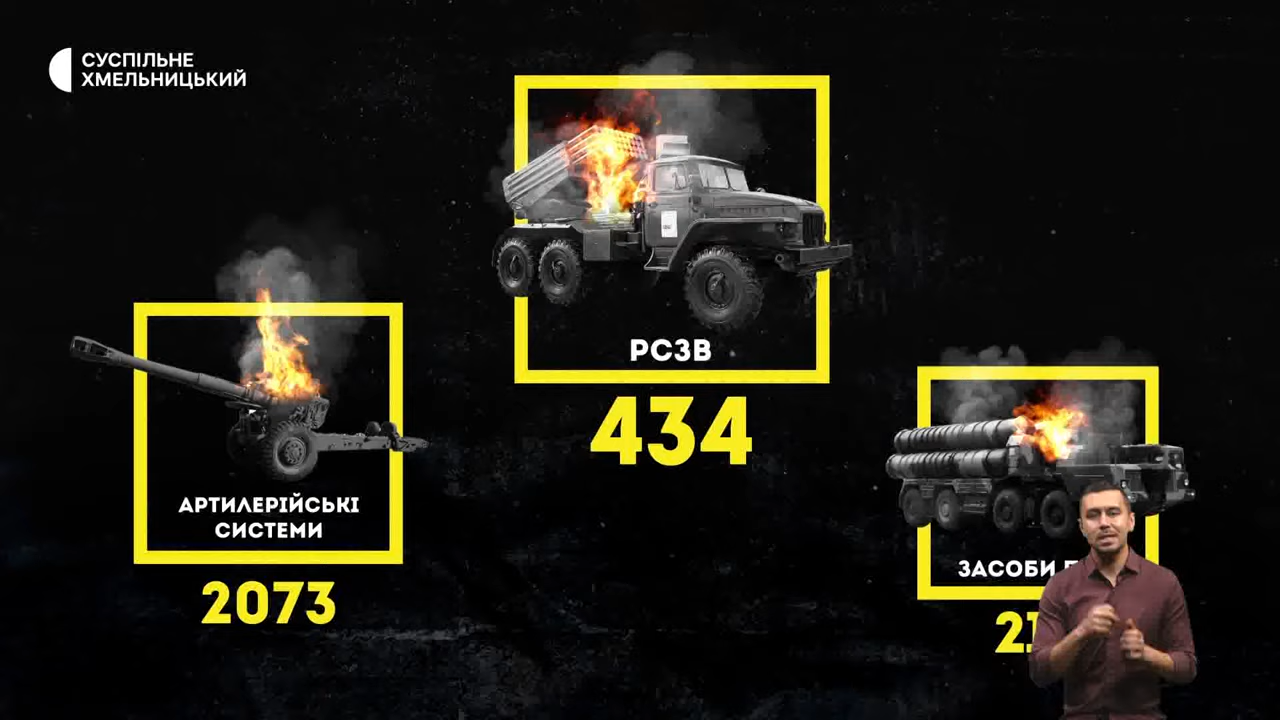 СУСПІЛЬНЕ
ХМЕЛЬНИЦЬКИЙ
РСЗВ
434
АРТИЛЕРІЙСЬКІ
СИСТЕМИ
2073
ЗАСОБИ